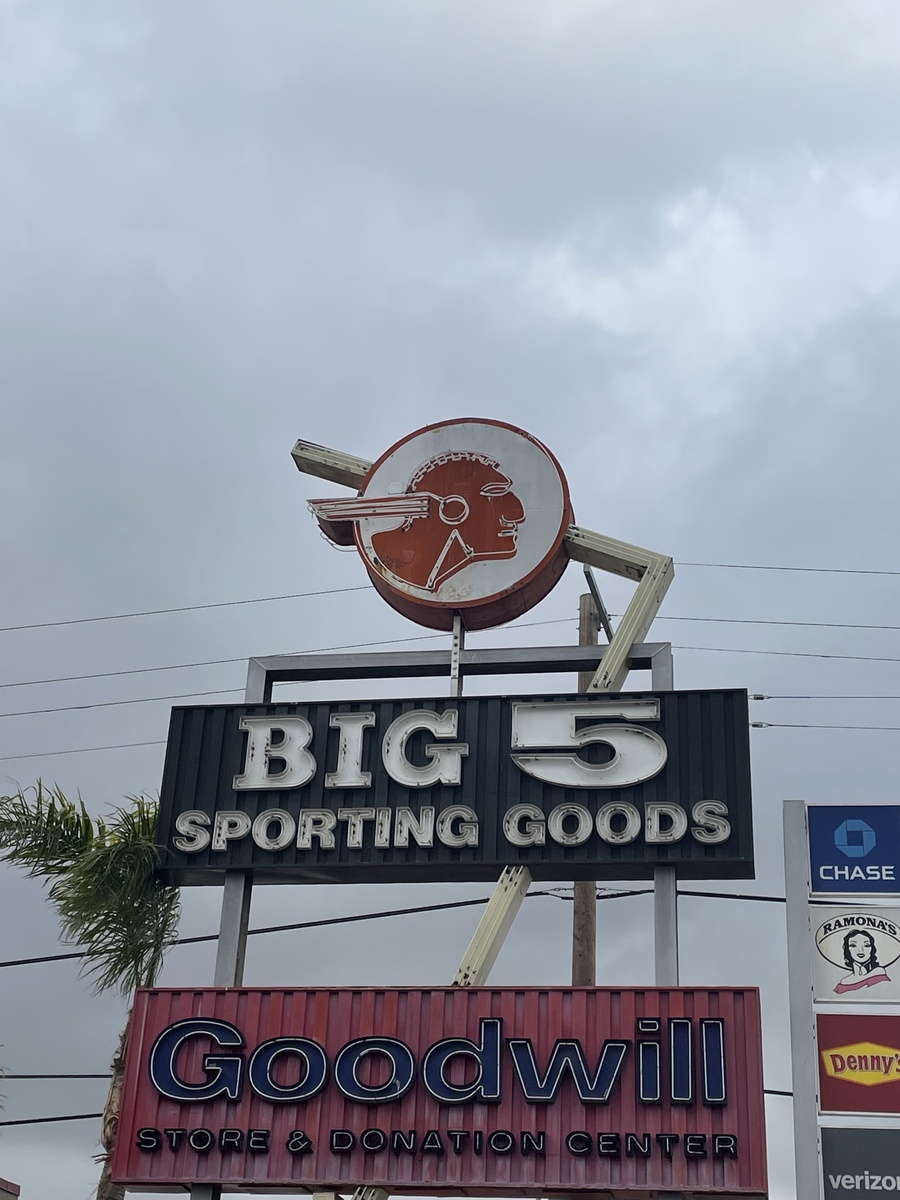 BIG 5
SPORTING GOODS
Goodwill
STORE & DONATION CENTER
CHASE
RAMONA'S
Denny's
verizon